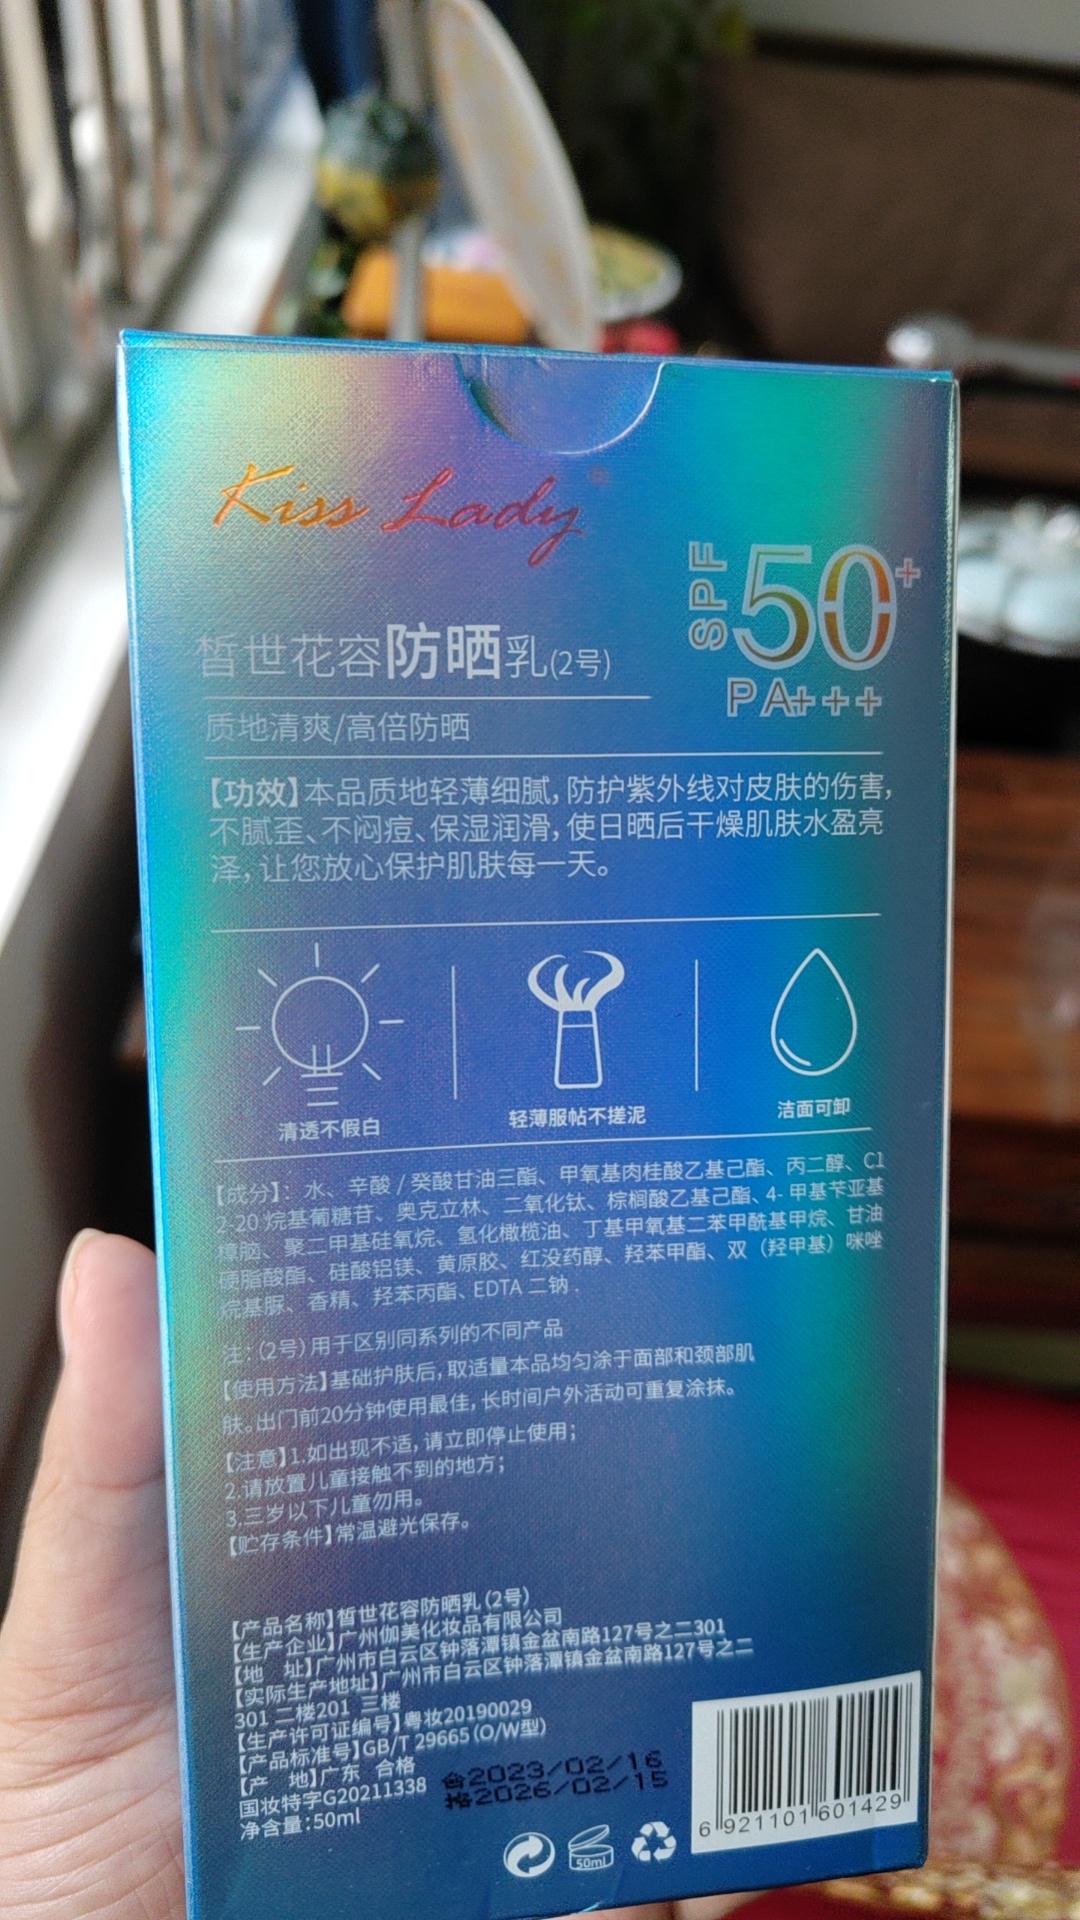 Kiss Lady
SPF 50+
PA+++
皙世花容防晒乳(2号)
质地清爽/高倍防晒
【功效】本品质地轻薄细腻,防护紫外线对皮肤的伤害,
不腻歪、不闷痘、保湿润滑,使日晒后干燥肌肤水盈亮
泽,让您放心保护肌肤每一天。
清透不假白
轻薄服帖不搓泥
洁面可卸
【成分】：水、辛酸/癸酸甘油三酯、甲氧基肉桂酸乙基己酯、丙二醇、C1
2-20 烷基葡糖苷、奥克立林、二氧化钛、棕榈酸乙基己酯、4- 甲基苄亚基
樟脑、聚二甲基硅氧烷、氢化橄榄油、丁基甲氧基二苯甲酰基甲烷、甘油
硬脂酸酯、硅酸铝镁、黄原胶、红没药醇、羟苯甲酯、双（羟甲基）咪唑
烷基脲、香精、羟苯丙酯、EDTA 二钠.
注:(2号)用于区别同系列的不同产品
【使用方法】基础护肤后,取适量本品均匀涂于面部和颈部肌
肤。出门前20分钟使用最佳,长时间户外活动可重复涂抹。
【注意】1.如出现不适,请立即停止使用;
2.请放置儿童接触不到的地方;
3.三岁以下儿童勿用。
【贮存条件】常温避光保存。
【产品名称】皙世花容防晒乳(2号)
【生产企业】广州伽美化妆品有限公司
【地 址】广州市白云区钟落潭镇金盆南路127号之二301
【实际生产地址】广州市白云区钟落潭镇金盆南路127号之二
301 二楼201 三楼
【生产许可证编号】粤妆20190029
【产品标准号】GB/T 29665(O/W型)
【产 地】广东 合格
国妆特字G20211338
净含量:50ml
合2023/02/16
按2026/02/15
50ml
6 921101 601429